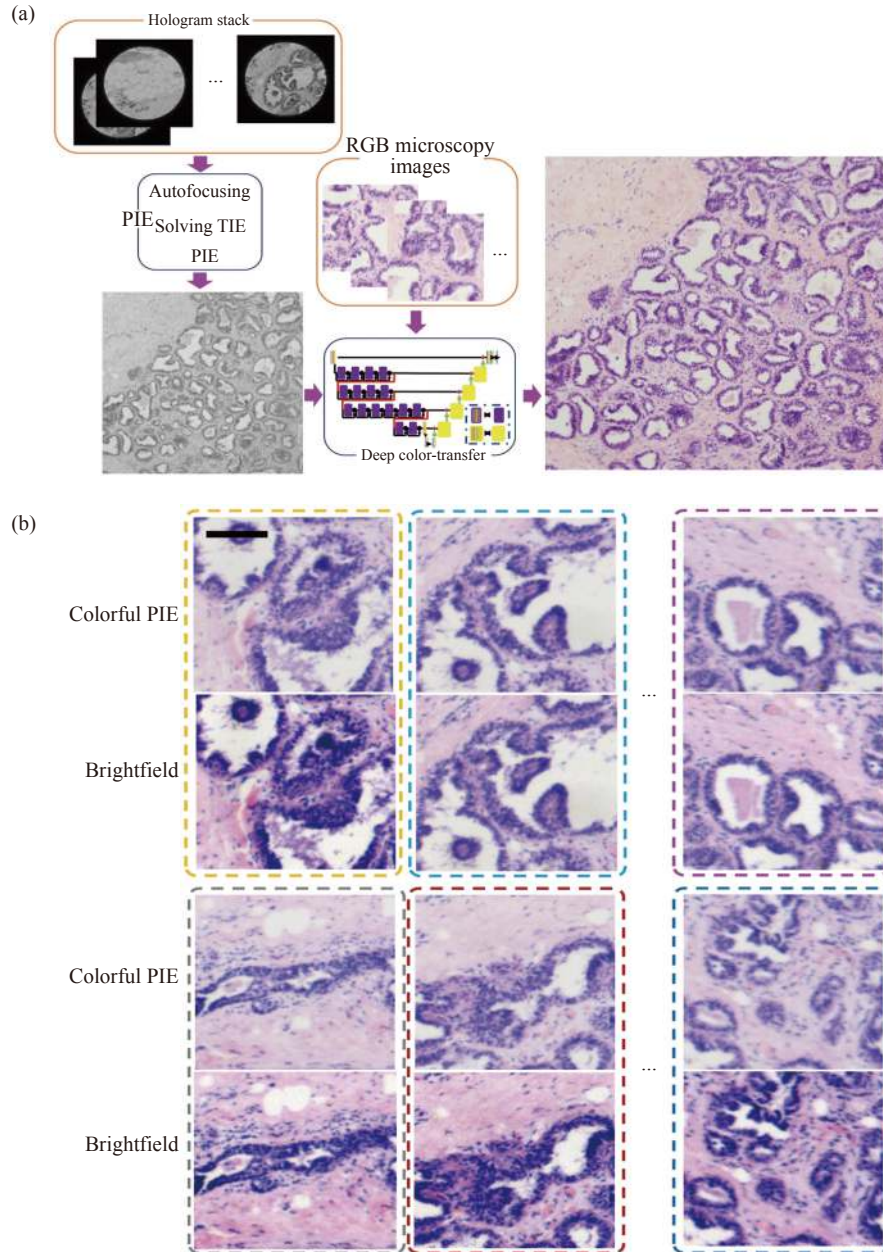 (a)
Hologram stack
...
RGB microscopy
images
...
Autofocusing
PIE
Solving TIE
PIE
Deep color-transfer
(b)
Colorful PIE
...
Brightfield
Colorful PIE
...
Brightfield